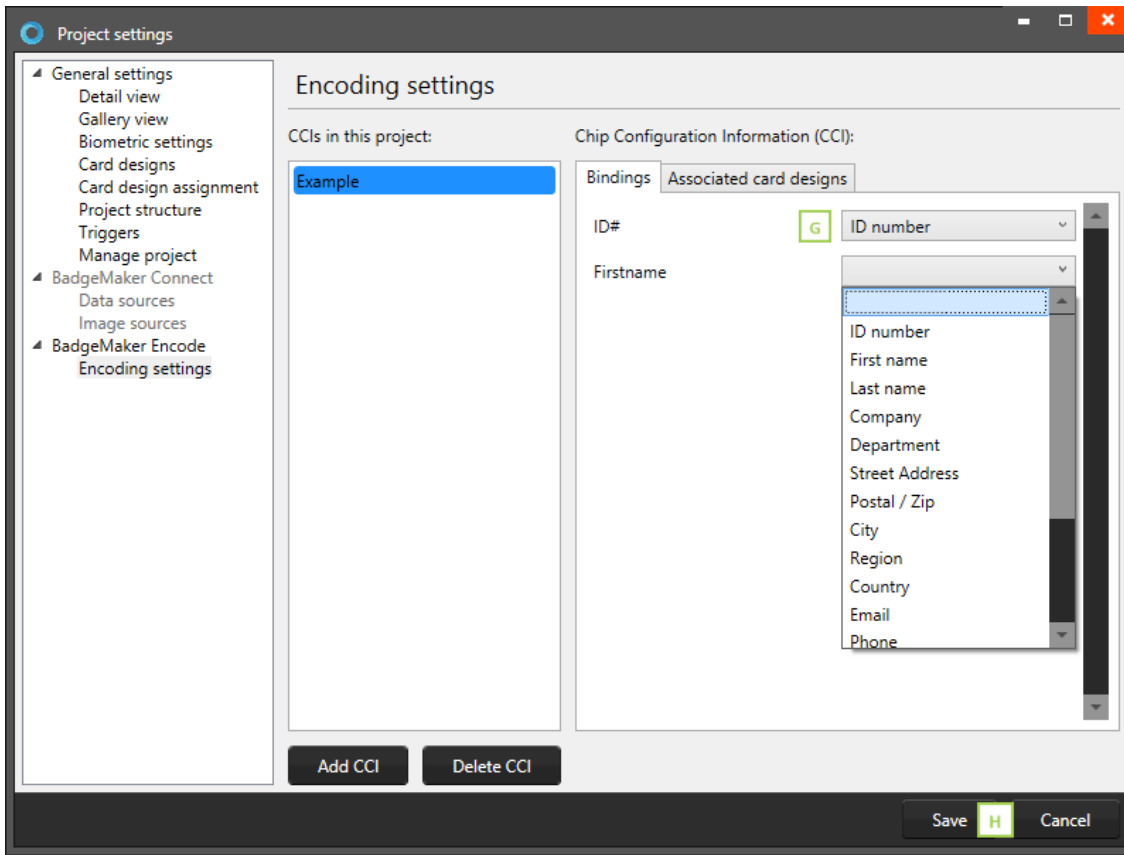 Project settings
General settings
Detail view
Gallery view
Biometric settings
Card designs
Card design assignment
Project structure
Triggers
Manage project
BadgeMaker Connect
Data sources
Image sources
BadgeMaker Encode
Encoding settings
Encoding settings
CCIs in this project:
Example
Add CCI
Delete CCI
Chip Configuration Information (CCI):
Bindings
Associated card designs
ID#
G
ID number
Firstname
ID number
First name
Last name
Company
Department
Street Address
Postal / Zip
City
Region
Country
Email
Phone
Save
H
Cancel